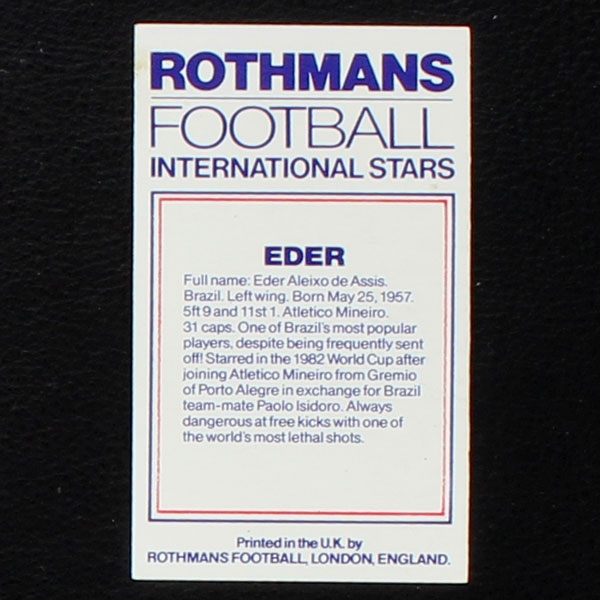 ROTHMANS
FOOTBALL
INTERNATIONAL STARS
EDER
Full name: Eder Aleixo de Assis.
Brazil. Left wing. Born May 25, 1957.
5ft 9 and 11st 1. Atletico Mineiro.
31 caps. One of Brazil's most popular
players, despite being frequently sent
off! Starred in the 1982 World Cup after
joining Atletico Mineiro from Gremio
of Porto Alegre in exchange for Brazil
team-mate Paolo Isidoro. Always
dangerous at free kicks with one of
the world's most lethal shots.
Printed in the U.K. by
ROTHMANS FOOTBALL, LONDON, ENGLAND.